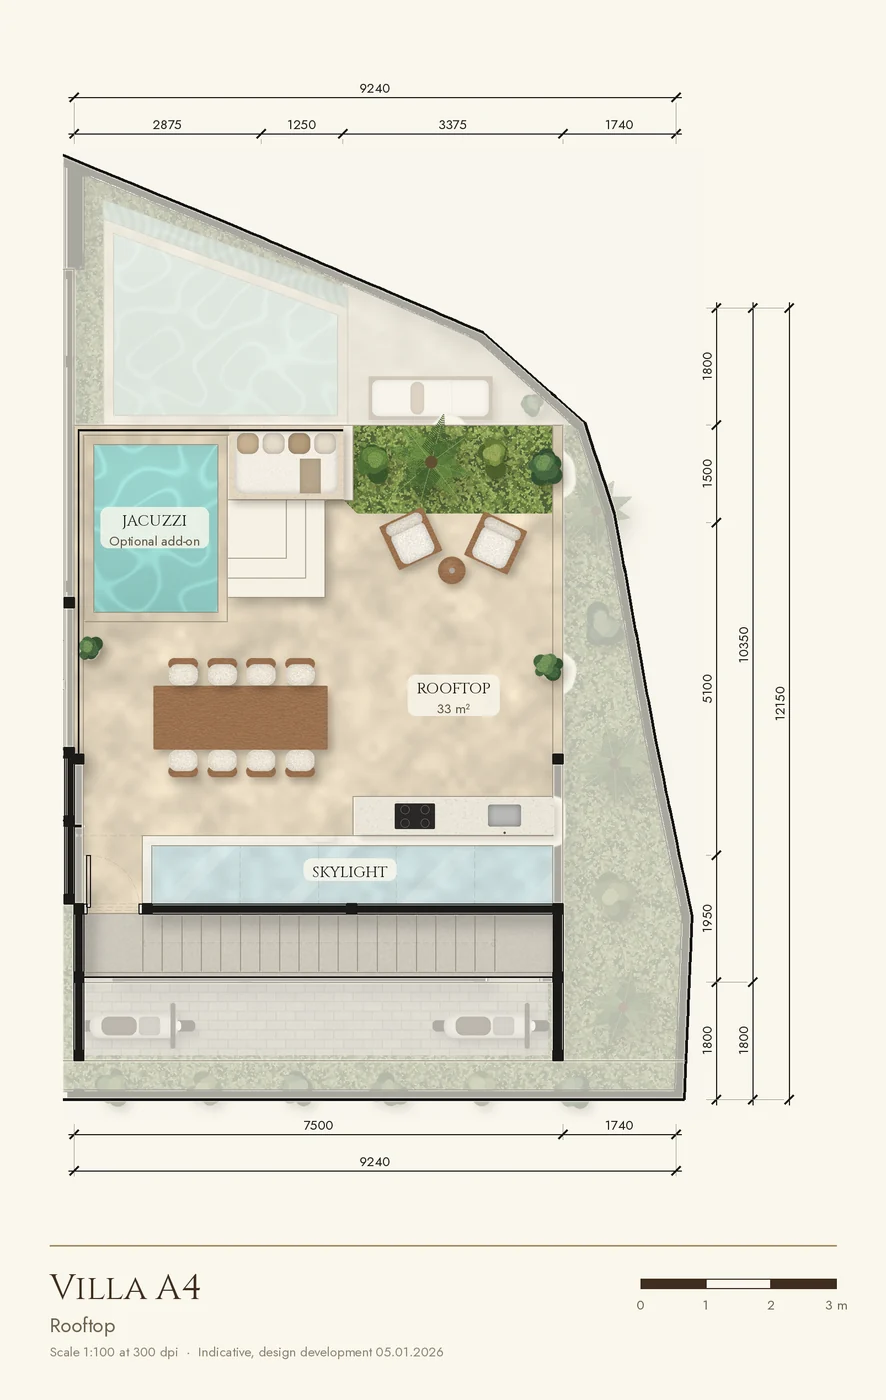 9240
2875 1250 3375 1740
1800
1500
JACUZZI
Optional add-on
10350
5100
12150
ROOFTOP
33 m²
SKYLIGHT
1950
1800 1800
7500 1740
9240
VILLA A4
Rooftop
Scale 1:100 at 300 dpi · Indicative, design development 05.01.2026
0 1 2 3 m